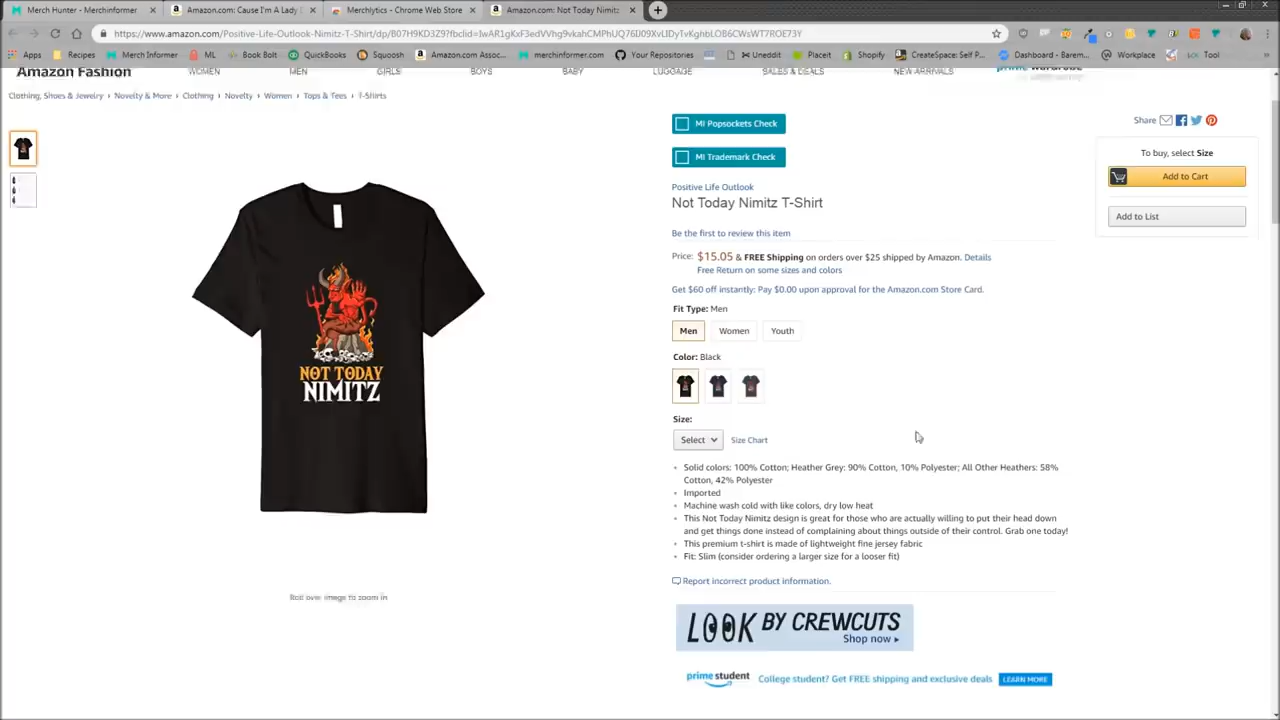 Merch Hunter - Merchinformer
Amazon.com: Cause I'm A Lady
Merchlytics - Chrome Web Store
Amazon.com: Not Today Nimitz
Apps
Recipes
Merch Informer
ML
Book Bolt
QuickBooks
Squoosh
Amazon.com Assoc...
merchinformer.com
Your Repositories
Uneddit
Placeit
Shopify
CreateSpace: Self P...
Dashboard - Barem...
Workplace
Tool
Amazon Fashion
WOMEN
MEN
GIRLS
BOYS
BABY
LUGGAGE
SALES & DEALS
NEW ARRIVALS
prime wardrobe
Clothing, Shoes & Jewelry › Novelty & More › Clothing › Novelty › Women › Tops & Tees › T-Shirts
MI Popsockets Check
MI Trademark Check
Share
To buy, select Size
Add to Cart
Add to List
Positive Life Outlook
Not Today Nimitz T-Shirt
Be the first to review this item
Price: $15.05 & FREE Shipping on orders over $25 shipped by Amazon. Details
Free Return on some sizes and colors
Get $60 off instantly: Pay $0.00 upon approval for the Amazon.com Store Card.
Fit Type: Men
Men
Women
Youth
Color: Black
Size:
Select
Size Chart
NOT TODAY
NIMITZ
Solid colors: 100% Cotton; Heather Grey: 90% Cotton, 10% Polyester; All Other Heathers: 58%
Cotton, 42% Polyester
Imported
Machine wash cold with like colors, dry low heat
This Not Today Nimitz design is great for those who are actually willing to put their head down
and get things done instead of complaining about things outside of their control. Grab one today!
This premium t-shirt is made of lightweight fine jersey fabric
Fit: Slim (consider ordering a larger size for a looser fit)
Report incorrect product information.
Roll over image to zoom in
LOOK BY CREWCUTS
Shop now ▸
prime student
College student? Get FREE shipping and exclusive deals
LEARN MORE